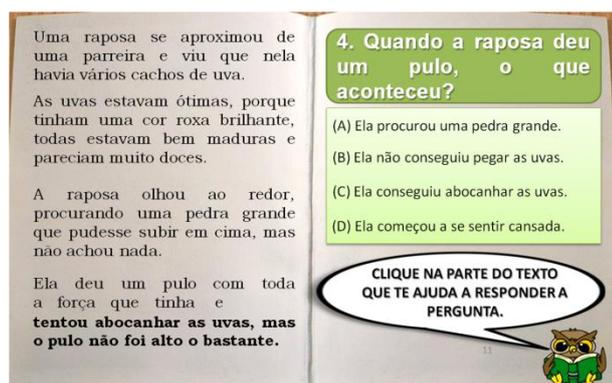 Uma raposa se aproximou de
uma parreira e viu que nela
havia vários cachos de uva.
As uvas estavam ótimas, porque
tinham uma cor roxa brilhante,
todas estavam bem maduras e
pareciam muito doces.
A raposa olhou ao redor,
procurando uma pedra grande
que pudesse subir em cima, mas
não achou nada.
Ela deu um pulo com toda
a força que tinha e
tentou abocanhar as uvas, mas
o pulo não foi alto o bastante.
4. Quando a raposa deu
um pulo, o que
aconteceu?
(A) Ela procurou uma pedra grande.
(B) Ela não conseguiu pegar as uvas.
(C) Ela conseguiu abocanhar as uvas.
(D) Ela começou a se sentir cansada.
CLIQUE NA PARTE DO TEXTO
QUE TE AJUDA A RESPONDER A
PERGUNTA.
11